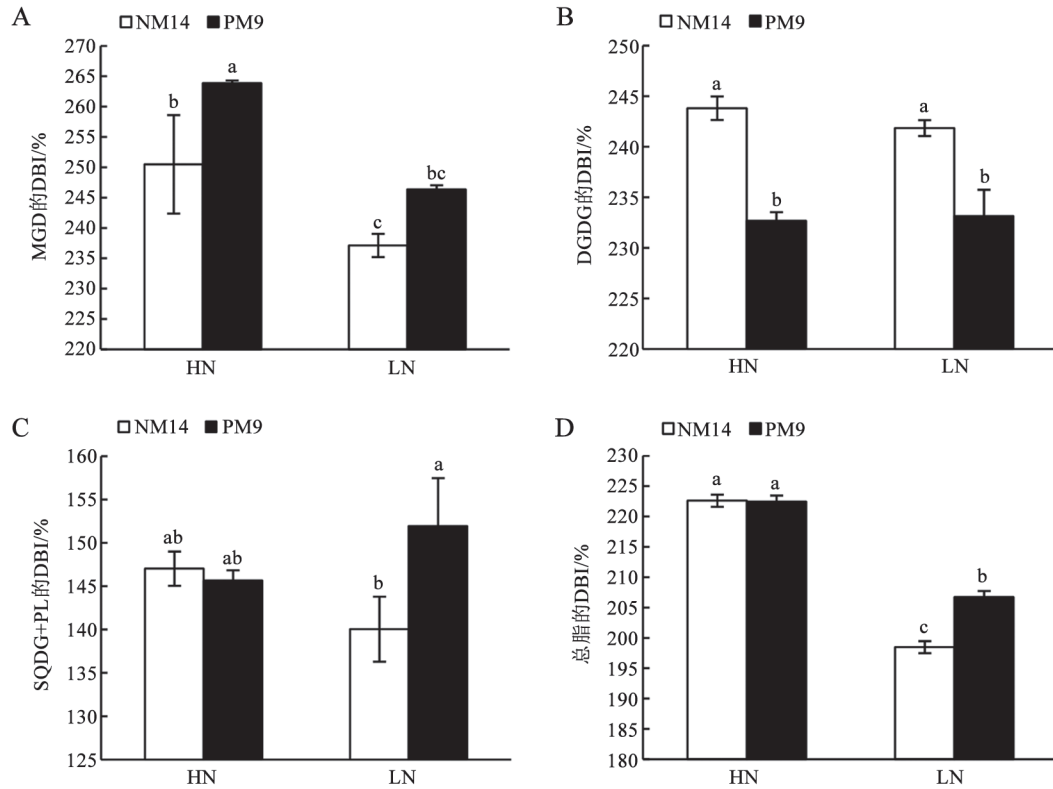 A
NM14 PM9
MGD的DBI/%
270
265
260
255
250
245
240
235
230
225
220
b
a
c
bc
HN LN
B
NM14 PM9
DGDG的DBI/%
250
245
240
235
230
225
220
a
b
a
b
HN LN
C
NM14 PM9
SQDG+PL的DBI/%
160
155
150
145
140
135
130
125
ab
ab
b
a
HN LN
D
NM14 PM9
总脂的DBI/%
230
225
220
215
210
205
200
195
190
185
180
a
a
c
b
HN LN